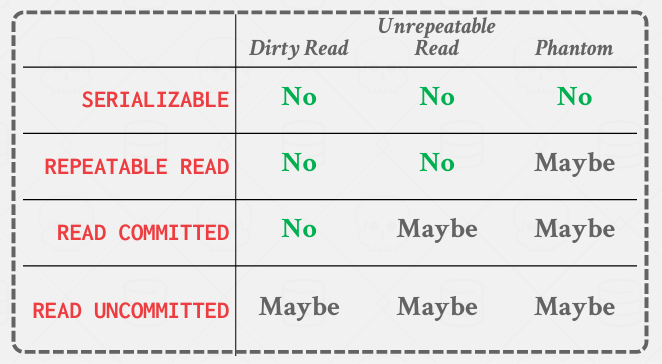 Dirty Read Unrepeatable Read Phantom
SERIALIZABLE No No No
REPEATABLE READ No No Maybe
READ COMMITTED No Maybe Maybe
READ UNCOMMITTED Maybe Maybe Maybe